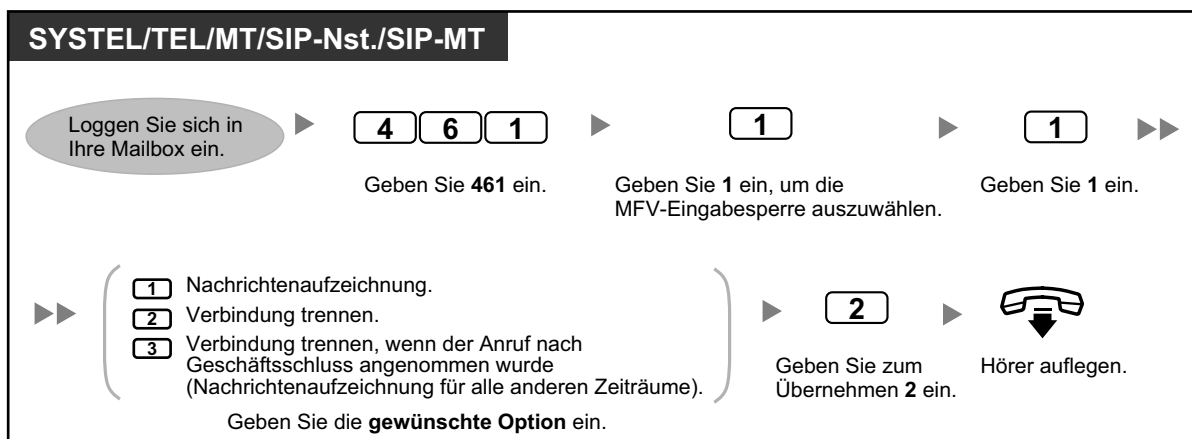 SYSTEL/TEL/MT/SIP-Nst./SIP-MT
Loggen Sie sich in
Ihre Mailbox ein.
4 6 1
Geben Sie 461 ein.
1
Geben Sie 1 ein, um die
MFV-Eingabesperre auszuwählen.
1
Geben Sie 1 ein.
1 Nachrichtenaufzeichnung.
2 Verbindung trennen.
3 Verbindung trennen, wenn der Anruf nach
Geschäftsschluss angenommen wurde
(Nachrichtenaufzeichnung für alle anderen Zeiträume).
Geben Sie die gewünschte Option ein.
2
Geben Sie zum
Übernehmen 2 ein.
Hörer auflegen.